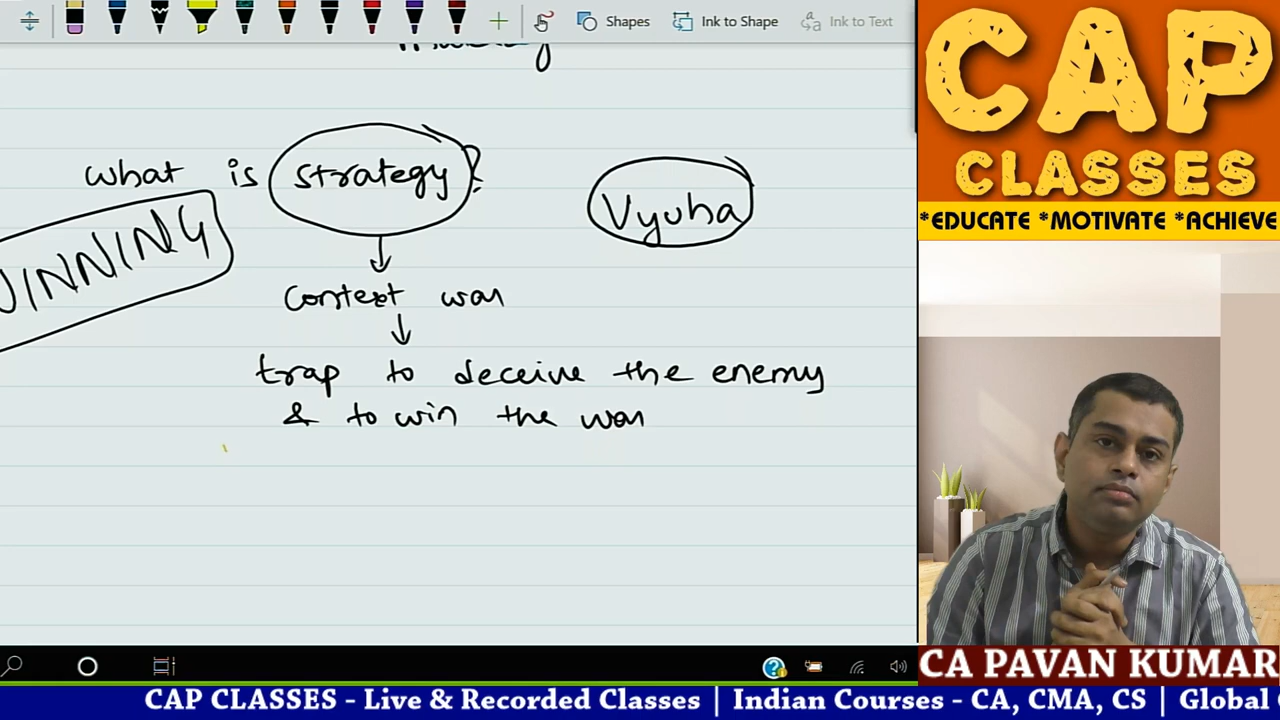 Shapes
Ink to Shape
Ink to Text
what is strategy?
Vyuha
context war
trap to deceive the enemy
& to win the war
CAP
CLASSES
*EDUCATE *MOTIVATE *ACHIEVE
CA PAVAN KUMAR
CAP CLASSES - Live & Recorded Classes | Indian Courses - CA, CMA, CS | Global